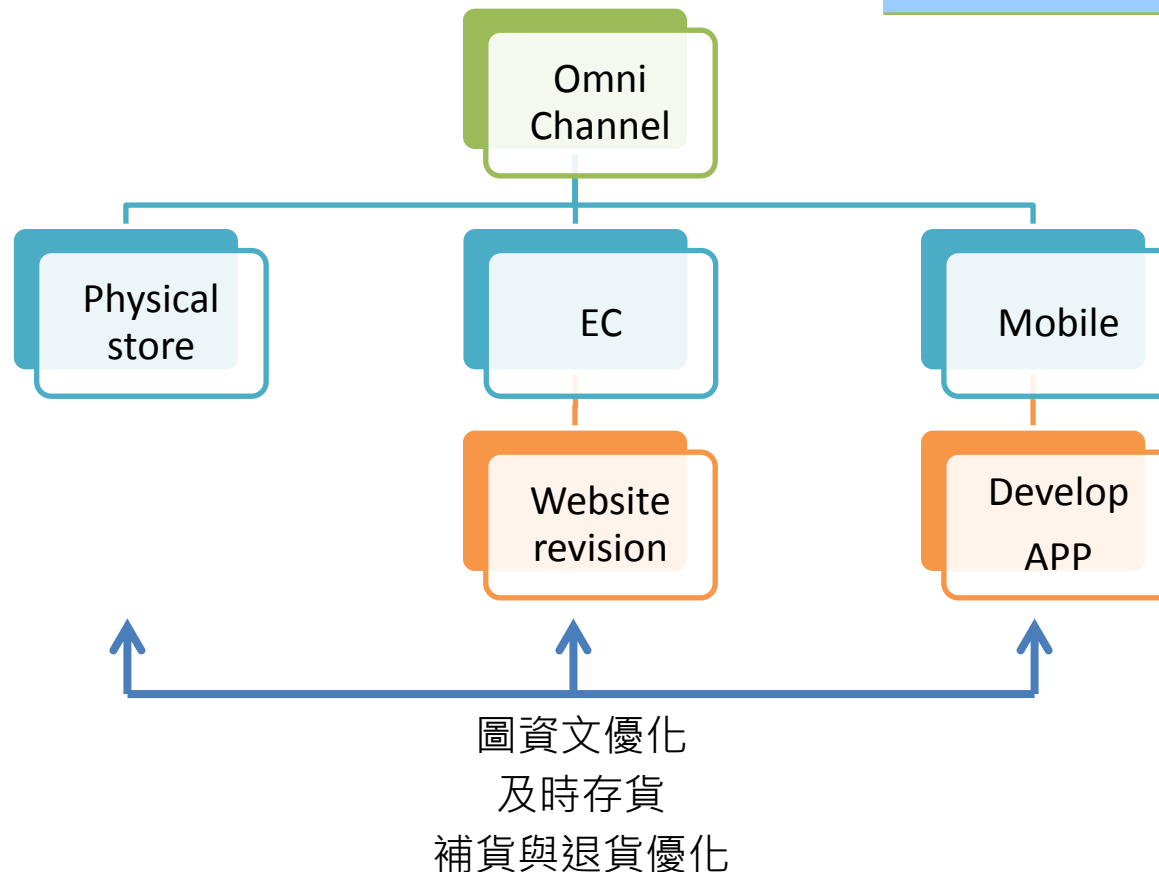 Omni
Channel
Physical
store
EC
Mobile
Website
revision
Develop
APP
圖資文優化
及時存貨
補貨與退貨優化